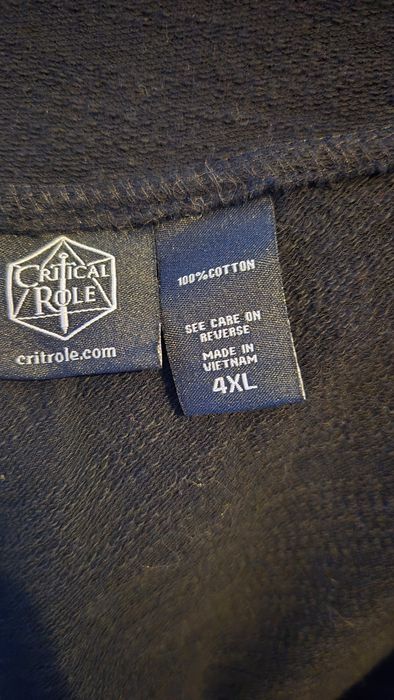 CRITICAL
ROLE
critrole.com
100%COTTON
SEE CARE ON
REVERSE
MADE IN
VIETNAM
4XL